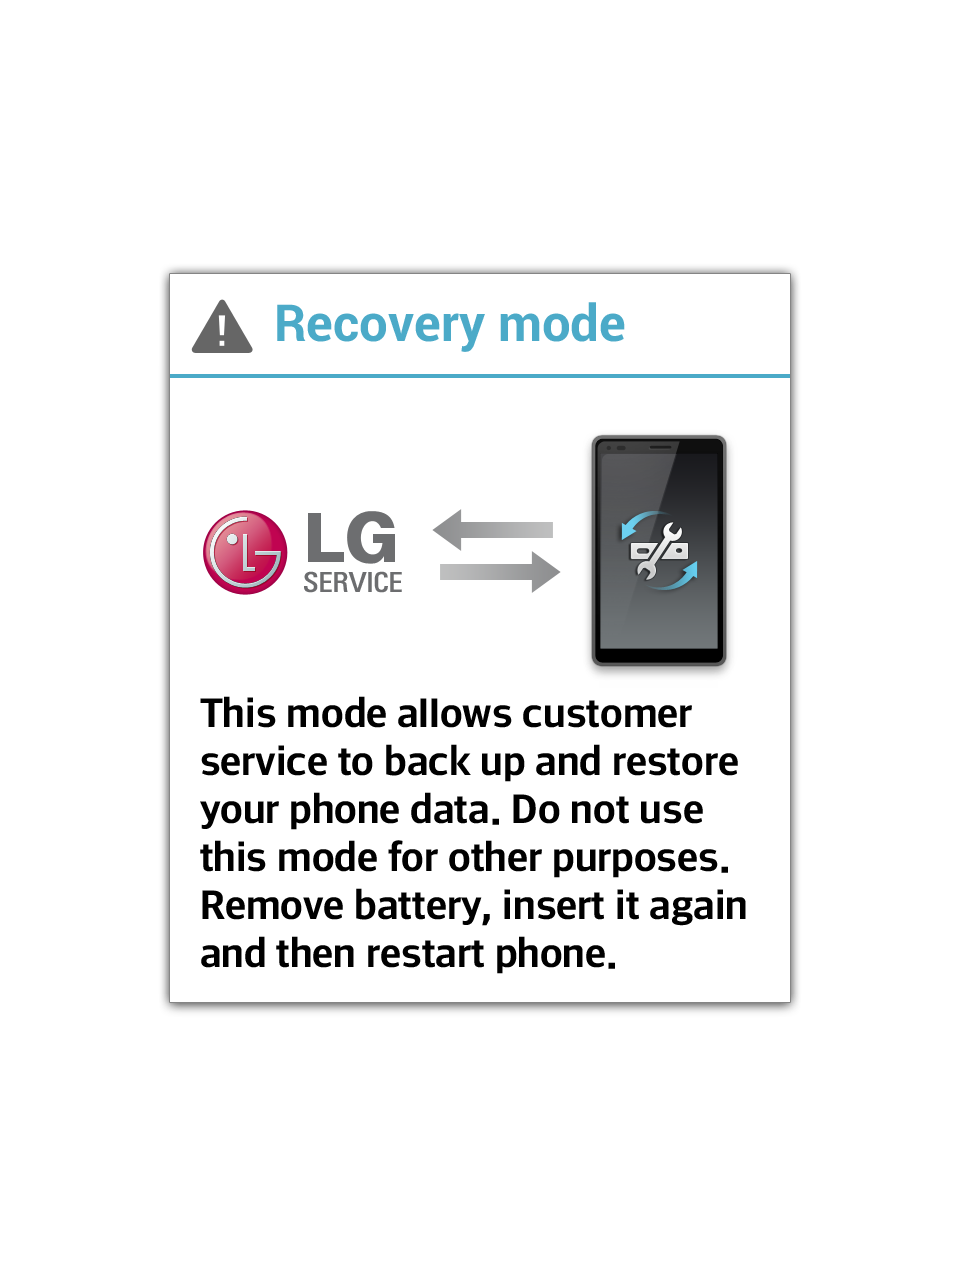 Recovery mode
LG
SERVICE
This mode allows customer
service to back up and restore
your phone data. Do not use
this mode for other purposes.
Remove battery, insert it again
and then restart phone.